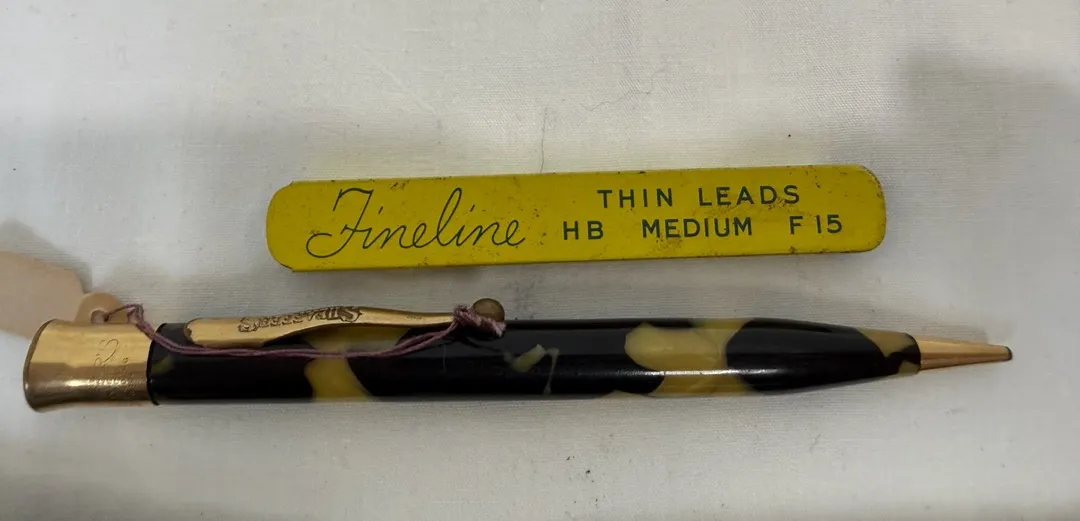 Fineline
THIN LEADS
HB MEDIUM F15